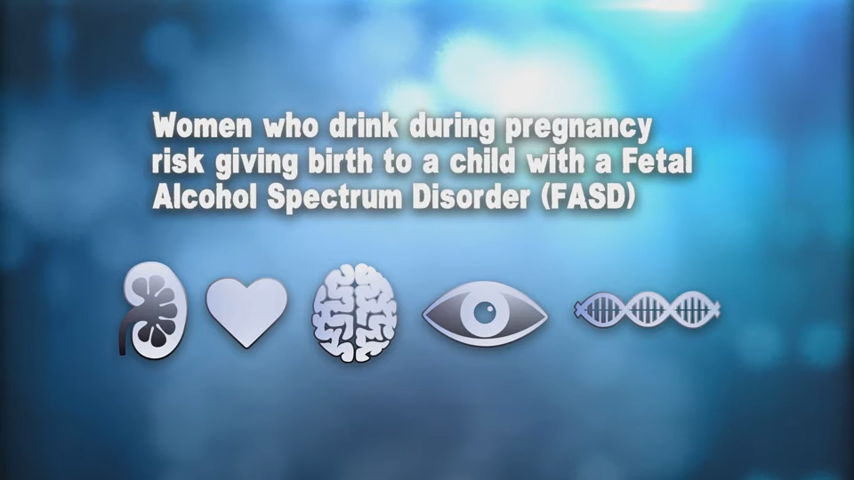 Women who drink during pregnancy
risk giving birth to a child with a Fetal
Alcohol Spectrum Disorder (FASD)